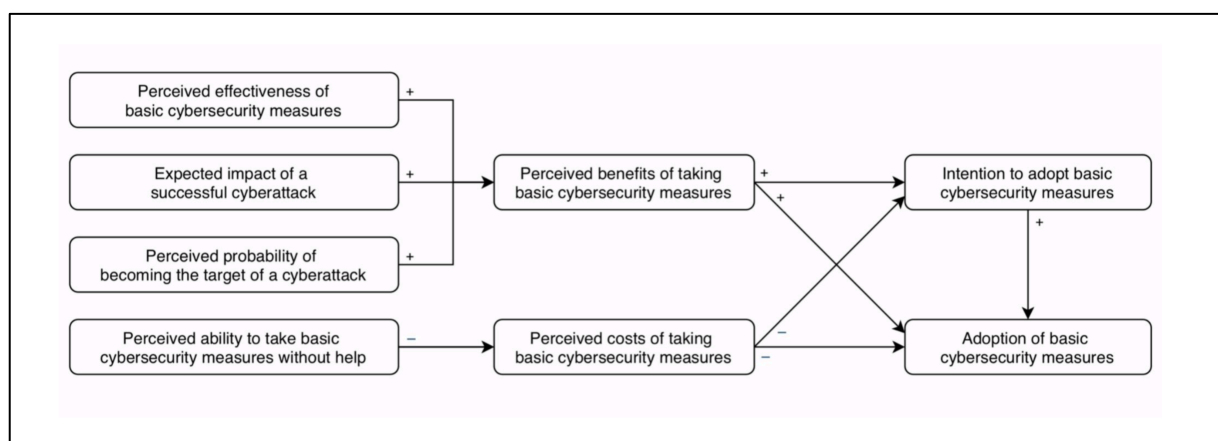 Perceived effectiveness of
basic cybersecurity measures
+
Expected impact of a
successful cyberattack
+
Perceived probability of
becoming the target of a cyberattack
+
Perceived ability to take basic
cybersecurity measures without help
–
Perceived benefits of taking
basic cybersecurity measures
+
+
Perceived costs of taking
basic cybersecurity measures
–
–
Intention to adopt basic
cybersecurity measures
+
Adoption of basic
cybersecurity measures